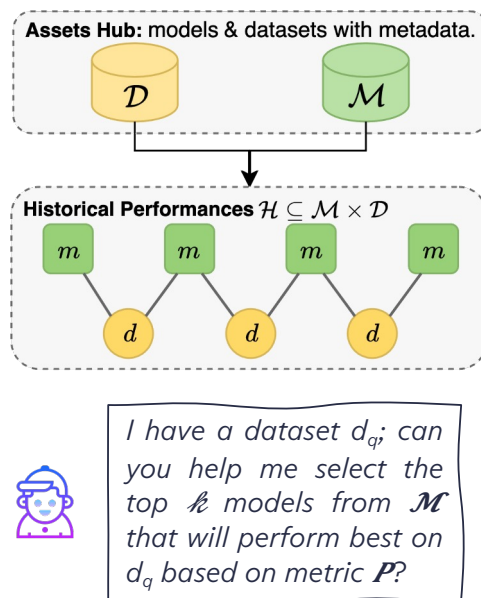 Assets Hub: models & datasets with metadata.
𝒟 ℳ
Historical Performances ℋ ⊆ ℳ × 𝒟
m m m m
d d d
I have a dataset d_q; can
you help me select the
top 𝓀 models from ℳ
that will perform best on
d_q based on metric P?